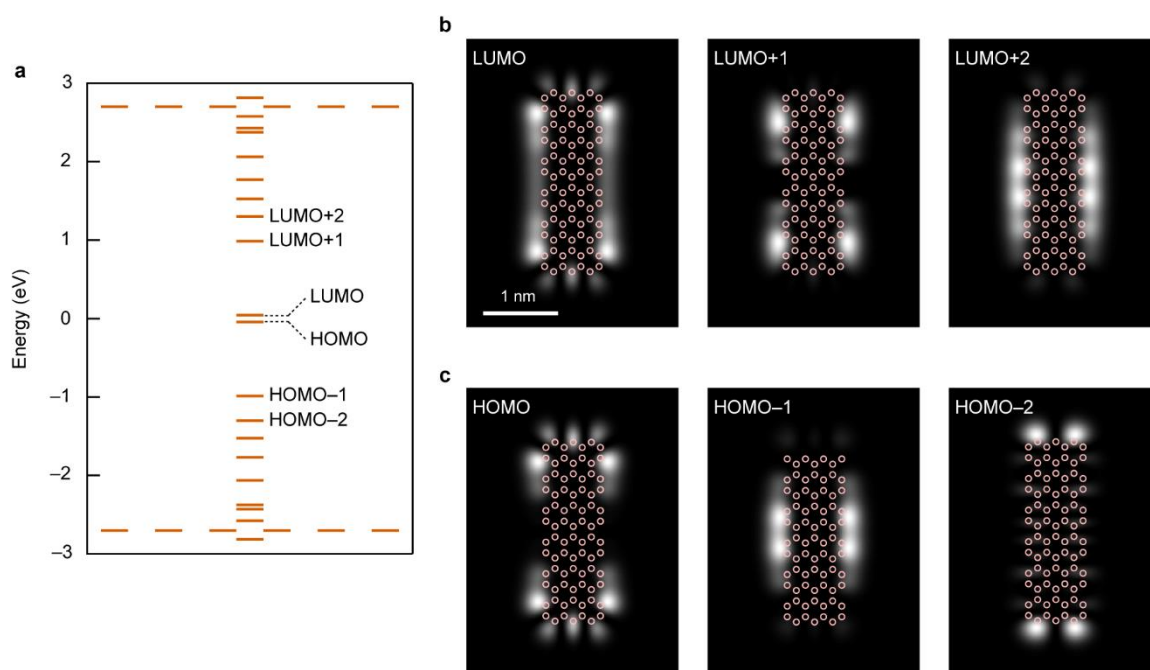 a
3
2
1
0
–1
–2
–3
Energy (eV)
LUMO+2
LUMO+1
LUMO
HOMO
HOMO–1
HOMO–2
b
LUMO
LUMO+1
LUMO+2
1 nm
c
HOMO
HOMO–1
HOMO–2